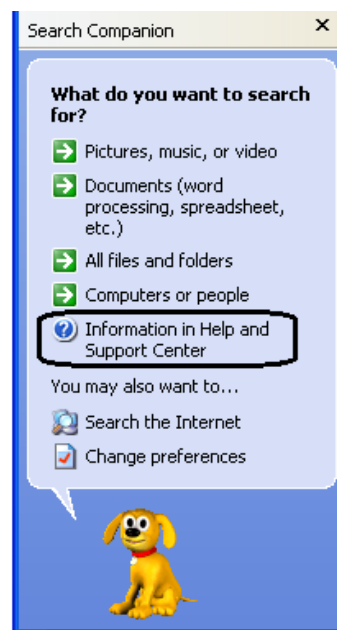 Search Companion
What do you want to search
for?
Pictures, music, or video
Documents (word
processing, spreadsheet,
etc.)
All files and folders
Computers or people
Information in Help and
Support Center
You may also want to...
Search the Internet
Change preferences